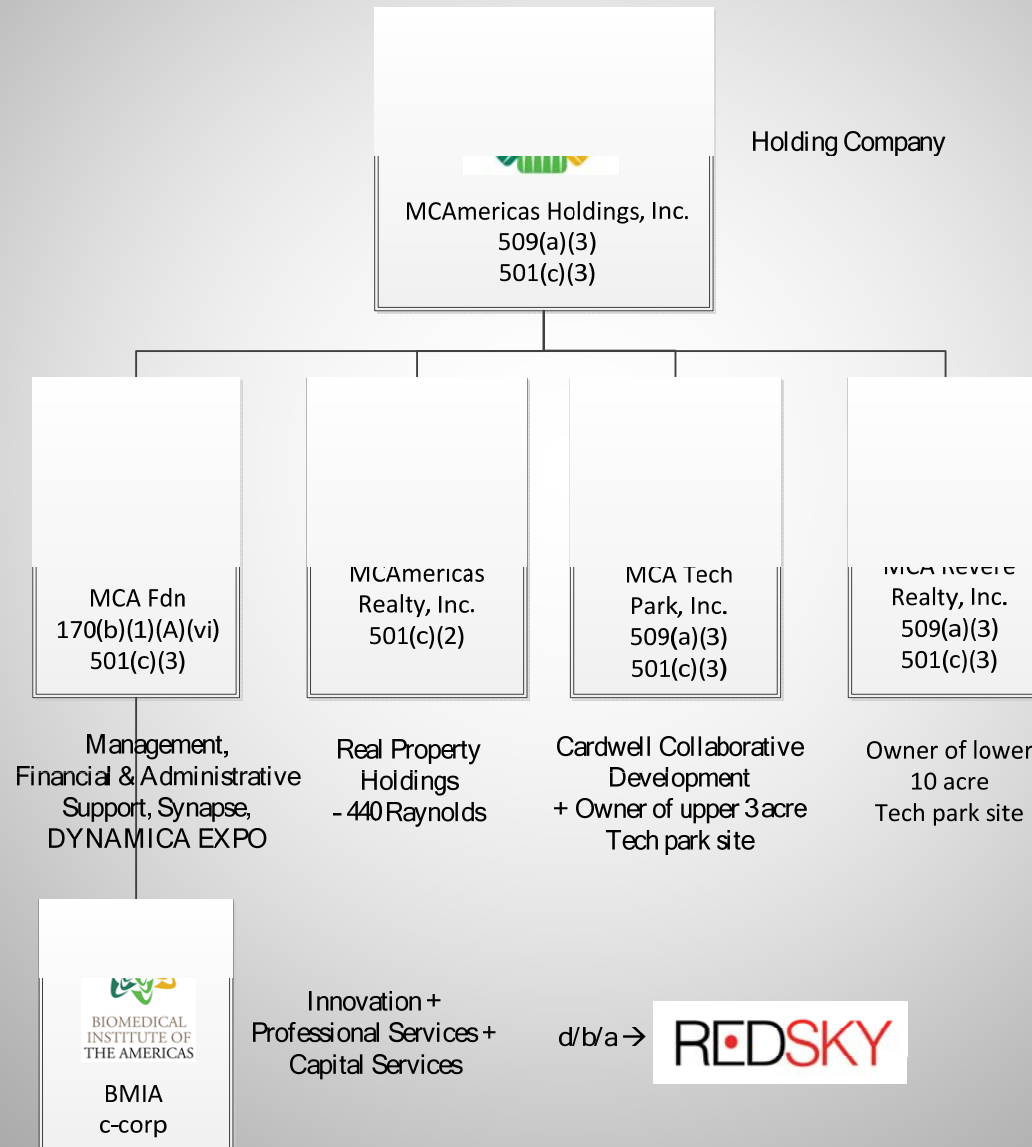 Holding Company
MCAmericas Holdings, Inc.
509(a)(3)
501(c)(3)
MCA Fdn
170(b)(1)(A)(vi)
501(c)(3)
MCAmericas
Realty, Inc.
501(c)(2)
MCA Tech
Park, Inc.
509(a)(3)
501(c)(3)
MCA Revere
Realty, Inc.
509(a)(3)
501(c)(3)
Management,
Financial & Administrative
Support, Synapse,
DYNAMICA EXPO
Real Property
Holdings
- 440 Raynolds
Cardwell Collaborative
Development
+ Owner of upper 3 acre
Tech park site
Owner of lower
10 acre
Tech park site
BIOMEDICAL
INSTITUTE OF
THE AMERICAS
BMIA
c-corp
Innovation +
Professional Services +
Capital Services
d/b/a →
REDSKY